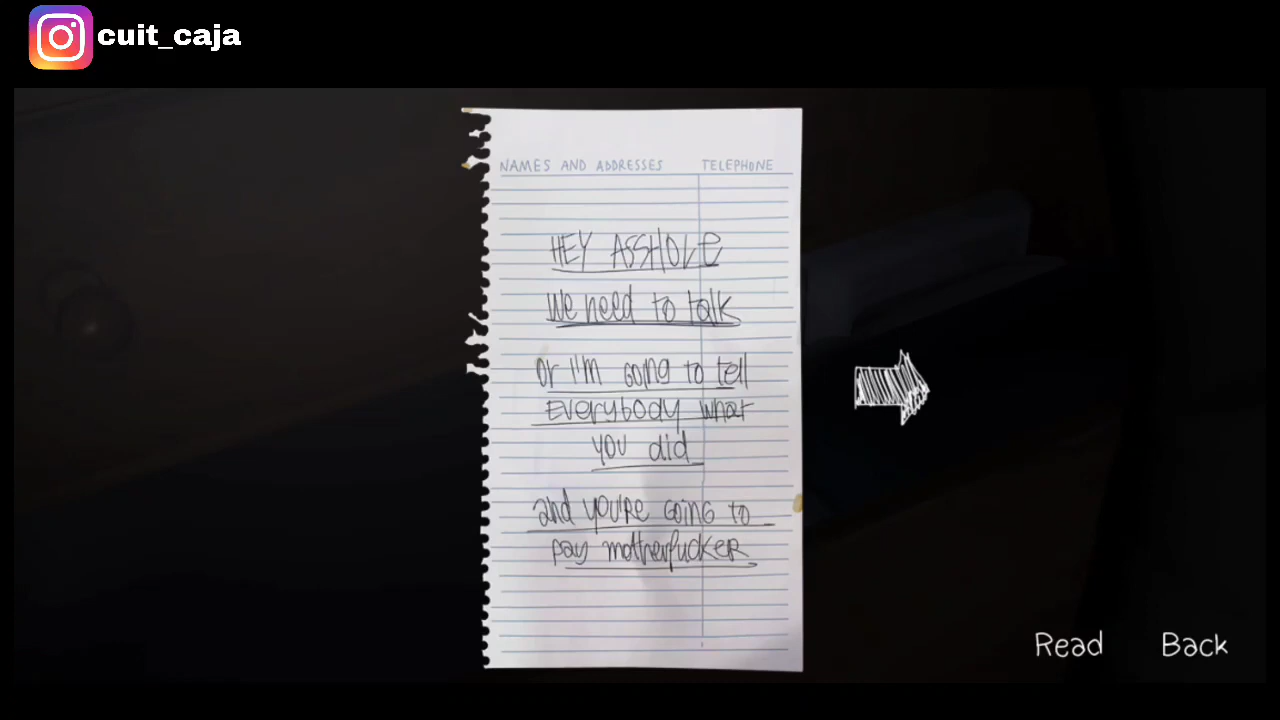 cuit_caja
NAMES AND ADDRESSES TELEPHONE
HEY ASSHOLE
We need to talk
Or I'm going to tell
Everybody what
you did
and you're going to
pay motherfucker
Read Back